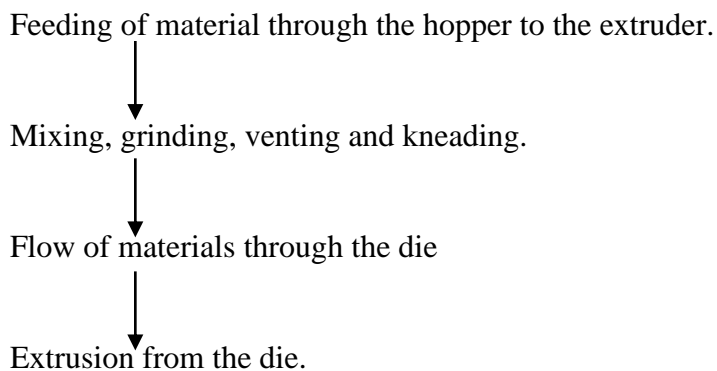 Feeding of material through the hopper to the extruder.
Mixing, grinding, venting and kneading.
Flow of materials through the die
Extrusion from the die.